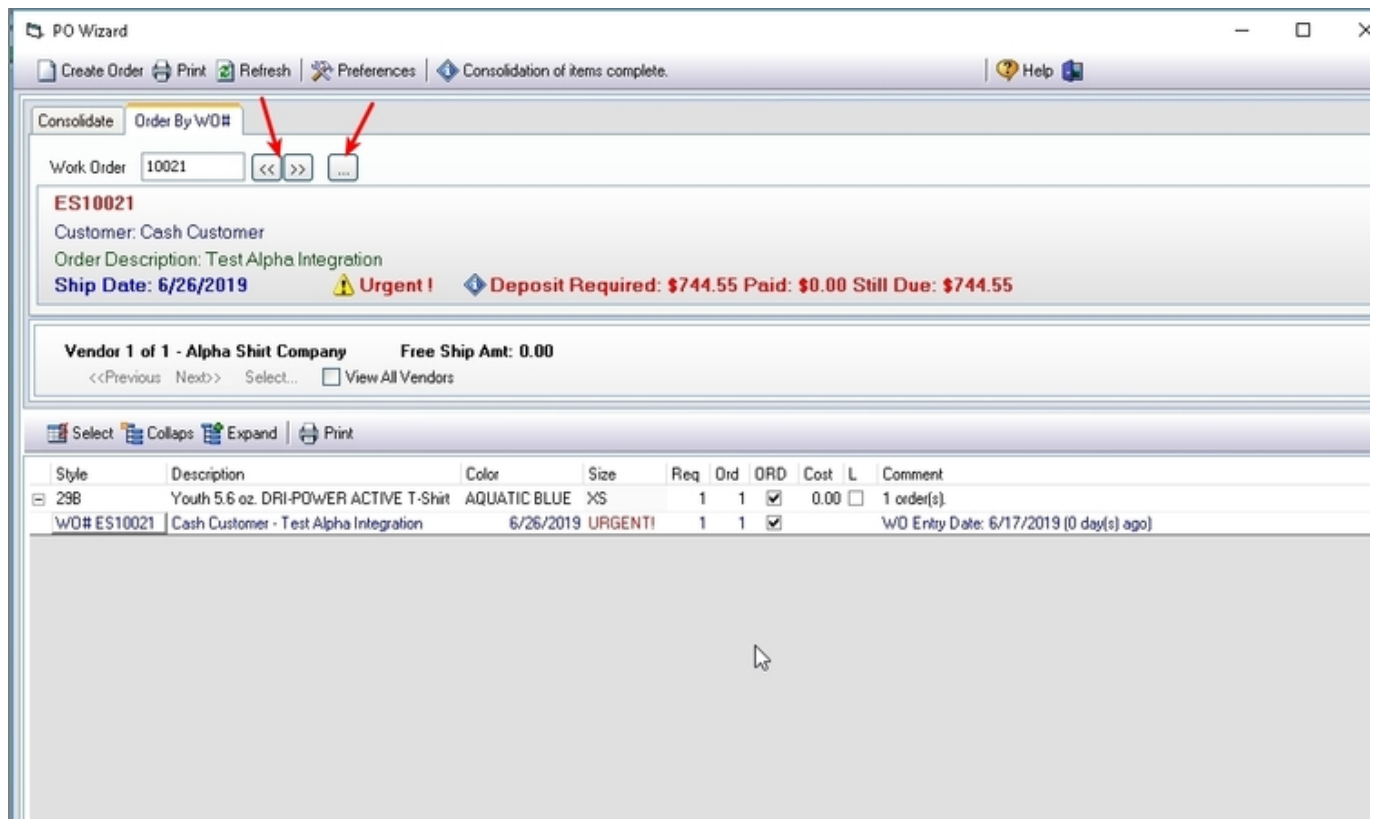 PO Wizard
Create Order Print Refresh Preferences Consolidation of items complete. Help
Consolidate Order By WO#
Work Order 10021 << >> ...
ES10021
Customer: Cash Customer
Order Description: Test Alpha Integration
Ship Date: 6/26/2019 Urgent ! Deposit Required: $744.55 Paid: $0.00 Still Due: $744.55
Vendor 1 of 1 - Alpha Shirt Company Free Ship Amt: 0.00
<<Previous Next>> Select... View All Vendors
Select Collaps Expand Print
Style Description Color Size Req Ord ORD Cost L Comment
29B Youth 5.6 oz. DRI-POWER ACTIVE T-Shirt AQUATIC BLUE XS 1 1 0.00 1 order(s).
WO# ES10021 Cash Customer - Test Alpha Integration 6/26/2019 URGENT! 1 1 WO Entry Date: 6/17/2019 (0 day(s) ago)